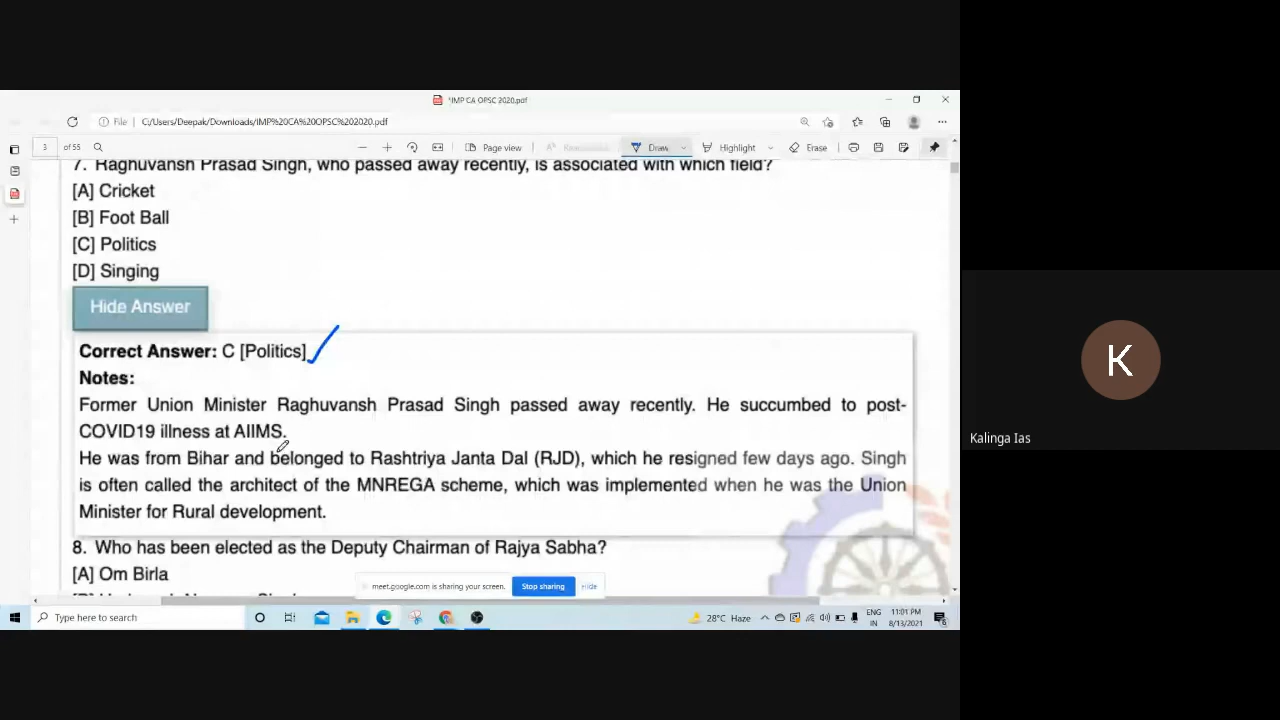 *IMP CA OPSC 2020.pdf
File C:/Users/Deepak/Downloads/IMP%20CA%20OPSC%202020.pdf
3 of 55 Page view Draw Highlight Erase
7. Raghuvansh Prasad Singh, who passed away recently, is associated with which field?
[A] Cricket
[B] Foot Ball
[C] Politics
[D] Singing
Hide Answer
Correct Answer: C [Politics]
Notes:
Former Union Minister Raghuvansh Prasad Singh passed away recently. He succumbed to post-
COVID19 illness at AIIMS.
He was from Bihar and belonged to Rashtriya Janta Dal (RJD), which he resigned few days ago. Singh
is often called the architect of the MNREGA scheme, which was implemented when he was the Union
Minister for Rural development.
8. Who has been elected as the Deputy Chairman of Rajya Sabha?
[A] Om Birla
meet.google.com is sharing your screen. Stop sharing Hide
Type here to search
28°C Haze
ENG
IN
11:01 PM
8/13/2021
K
Kalinga Ias